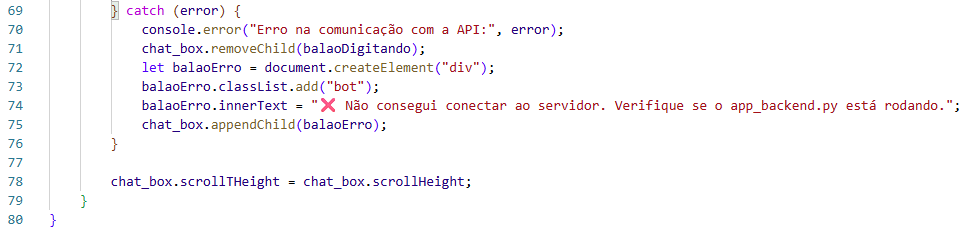 69 } catch (error) {
70 console.error("Erro na comunicação com a API:", error);
71 chat_box.removeChild(balaoDigitando);
72 let balaoErro = document.createElement("div");
73 balaoErro.classList.add("bot");
74 balaoErro.innerText = "❌ Não consegui conectar ao servidor. Verifique se o app_backend.py está rodando.";
75 chat_box.appendChild(balaoErro);
76 }
77
78 chat_box.scrollTHeight = chat_box.scrollHeight;
79 }
80 }